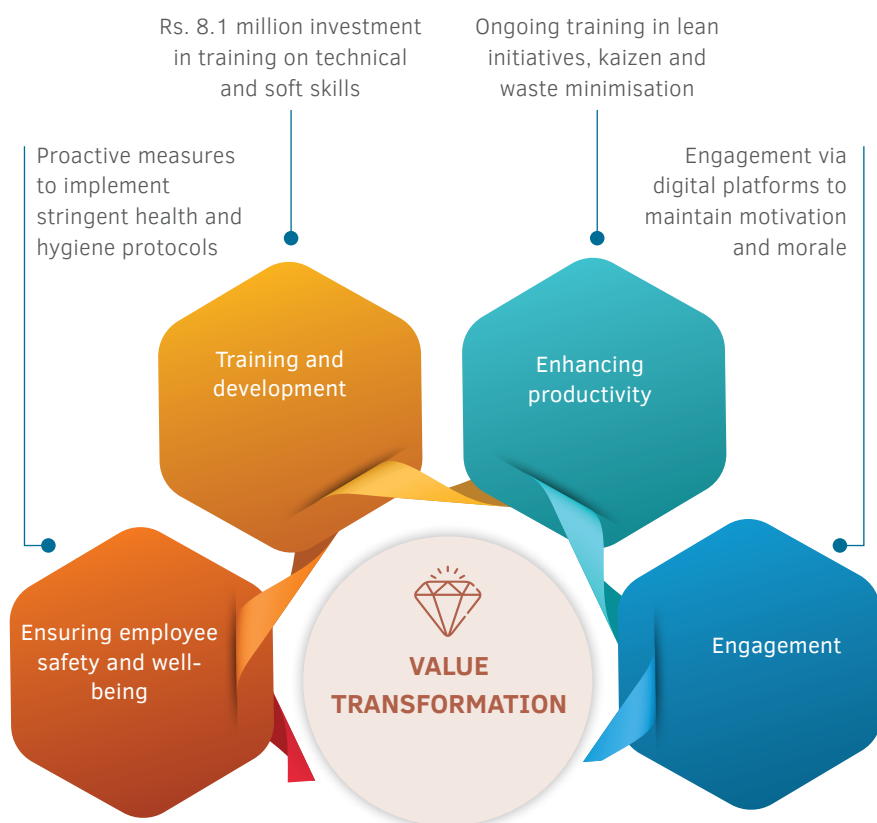 Rs. 8.1 million investment
in training on technical
and soft skills
Ongoing training in lean
initiatives, kaizen and
waste minimisation
Proactive measures
to implement
stringent health and
hygiene protocols
Engagement via
digital platforms to
maintain motivation
and morale
Training and
development
Enhancing
productivity
Ensuring employee
safety and well-
being
Engagement
VALUE
TRANSFORMATION